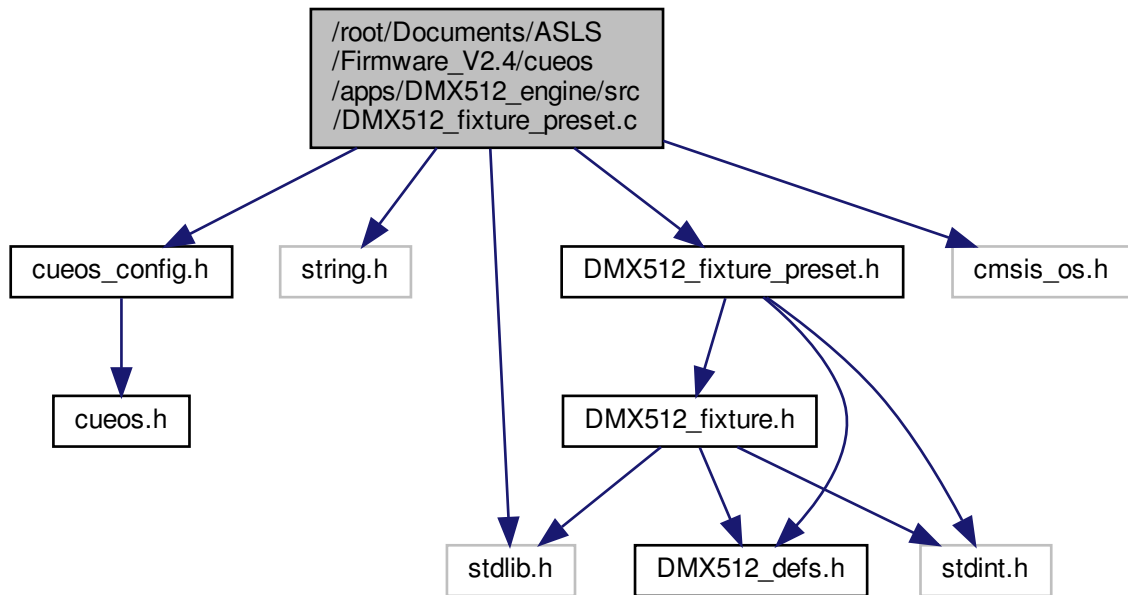 /root/Documents/ASLS
/Firmware_V2.4/cueos
/apps/DMX512_engine/src
/DMX512_fixture_preset.c
cueos_config.h
string.h
DMX512_fixture_preset.h
cmsis_os.h
cueos.h
DMX512_fixture.h
stdlib.h
DMX512_defs.h
stdint.h